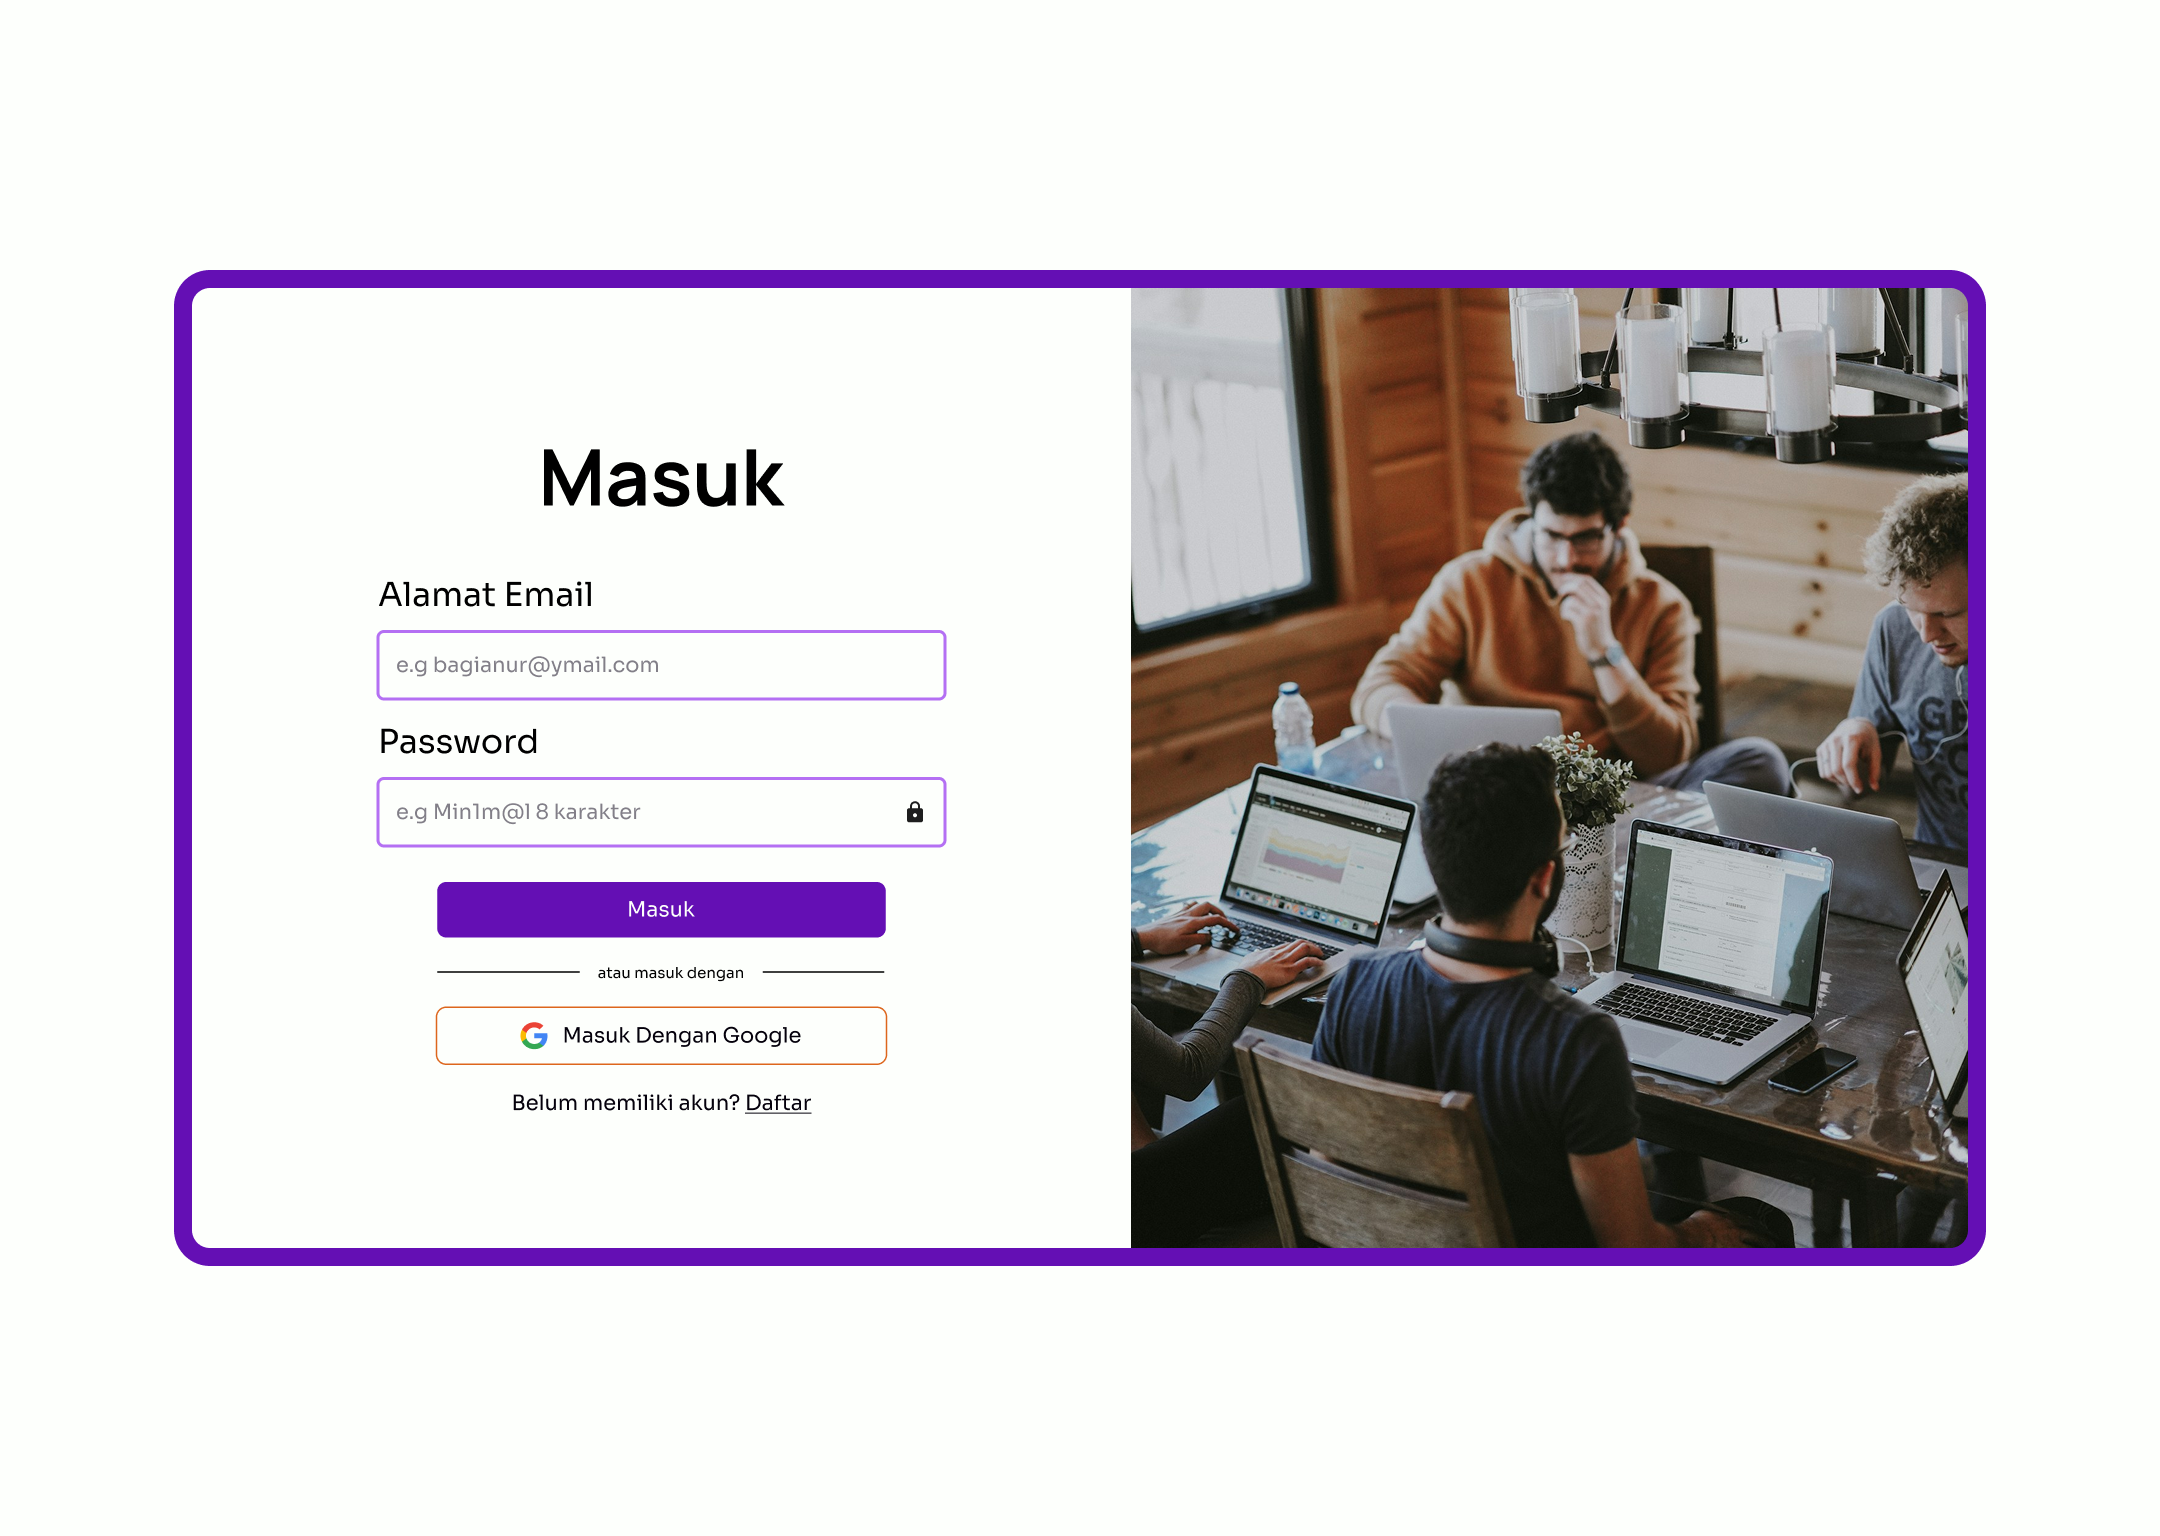 Masuk
Alamat Email
e.g bagianur@ymail.com
Password
e.g Min1m@l 8 karakter
Masuk
atau masuk dengan
Masuk Dengan Google
Belum memiliki akun? Daftar